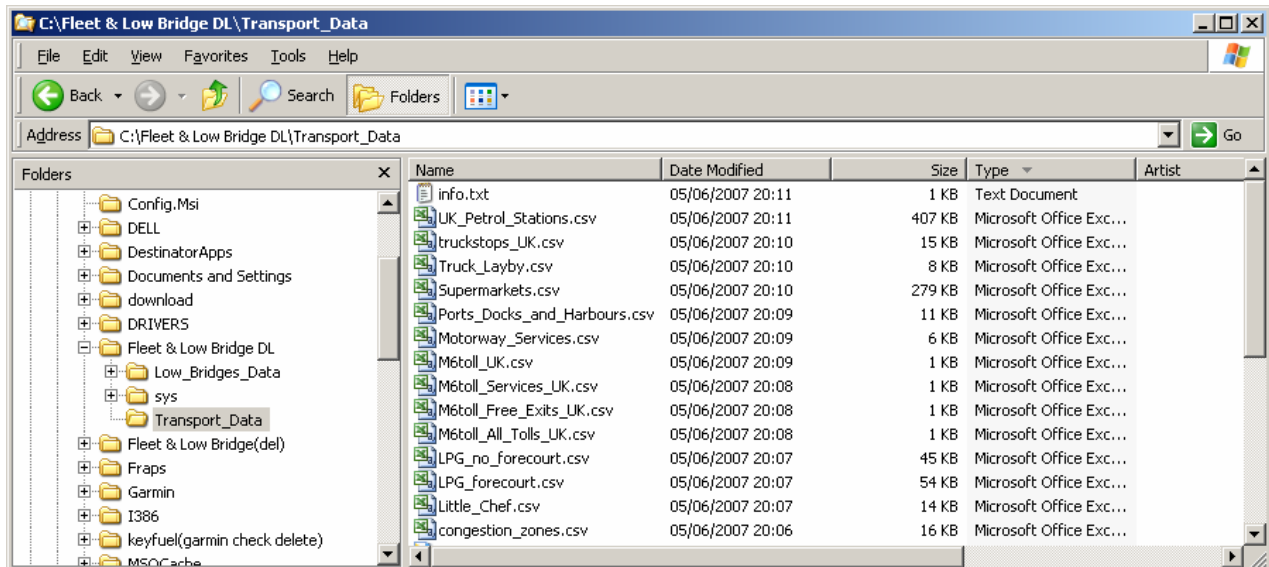 C:\Fleet & Low Bridge DL\Transport_Data
File Edit View Favorites Tools Help
Back Search Folders
Address C:\Fleet & Low Bridge DL\Transport_Data Go
Folders x
Config.Msi
DELL
DestinatorApps
Documents and Settings
download
DRIVERS
Fleet & Low Bridge DL
Low_Bridges_Data
sys
Transport_Data
Fleet & Low Bridge(del)
Fraps
Garmin
I386
keyfuel(garmin check delete)
MSOCache
Name Date Modified Size Type Artist
info.txt 05/06/2007 20:11 1 KB Text Document
UK_Petrol_Stations.csv 05/06/2007 20:11 407 KB Microsoft Office Exc...
truckstops_UK.csv 05/06/2007 20:10 15 KB Microsoft Office Exc...
Truck_Layby.csv 05/06/2007 20:10 8 KB Microsoft Office Exc...
Supermarkets.csv 05/06/2007 20:10 279 KB Microsoft Office Exc...
Ports_Docks_and_Harbours.csv 05/06/2007 20:09 11 KB Microsoft Office Exc...
Motorway_Services.csv 05/06/2007 20:09 6 KB Microsoft Office Exc...
M6toll_UK.csv 05/06/2007 20:09 1 KB Microsoft Office Exc...
M6toll_Services_UK.csv 05/06/2007 20:08 1 KB Microsoft Office Exc...
M6toll_Free_Exits_UK.csv 05/06/2007 20:08 1 KB Microsoft Office Exc...
M6toll_All_Tolls_UK.csv 05/06/2007 20:08 1 KB Microsoft Office Exc...
LPG_no_forecourt.csv 05/06/2007 20:07 45 KB Microsoft Office Exc...
LPG_forecourt.csv 05/06/2007 20:07 54 KB Microsoft Office Exc...
Little_Chef.csv 05/06/2007 20:07 14 KB Microsoft Office Exc...
congestion_zones.csv 05/06/2007 20:06 16 KB Microsoft Office Exc...